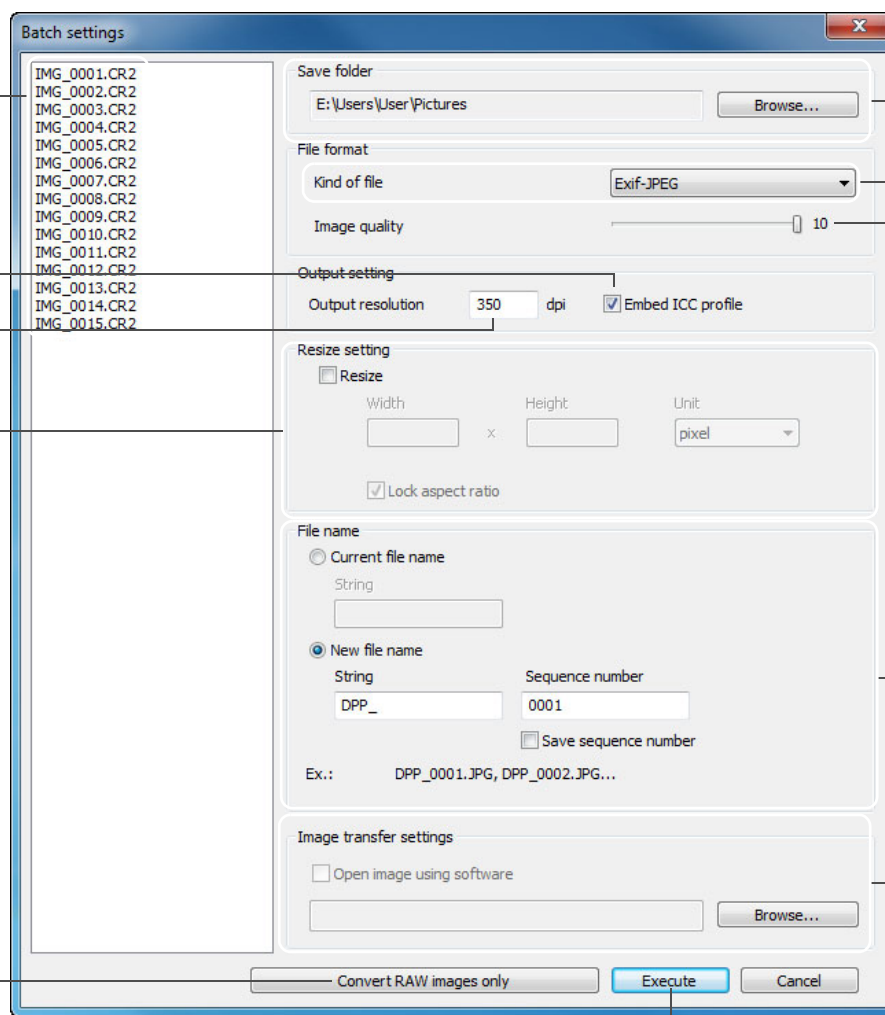 Batch settings
IMG_0001.CR2
IMG_0002.CR2
IMG_0003.CR2
IMG_0004.CR2
IMG_0005.CR2
IMG_0006.CR2
IMG_0007.CR2
IMG_0008.CR2
IMG_0009.CR2
IMG_0010.CR2
IMG_0011.CR2
IMG_0012.CR2
IMG_0013.CR2
IMG_0014.CR2
IMG_0015.CR2
Save folder
E:\Users\User\Pictures Browse...
File format
Kind of file Exif-JPEG
Image quality 10
Output setting
Output resolution 350 dpi Embed ICC profile
Resize setting
Resize
Width Height Unit
x pixel
Lock aspect ratio
File name
Current file name
String
New file name
String Sequence number
DPP_ 0001
Save sequence number
Ex.: DPP_0001.JPG, DPP_0002.JPG...
Image transfer settings
Open image using software
Browse...
Convert RAW images only Execute Cancel